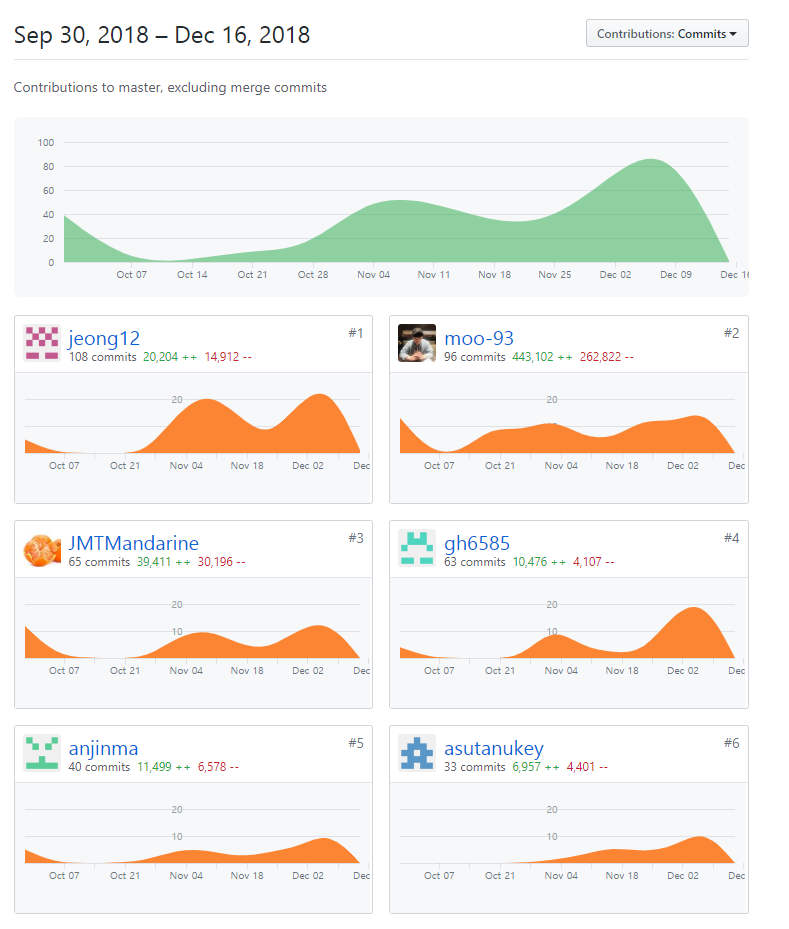 Sep 30, 2018 – Dec 16, 2018
Contributions: Commits
Contributions to master, excluding merge commits
100
80
60
40
20
0
Oct 07 Oct 14 Oct 21 Oct 28 Nov 04 Nov 11 Nov 18 Nov 25 Dec 02 Dec 09 Dec 16
jeong12 #1
108 commits 20,204 ++ 14,912 --
20
Oct 07 Oct 21 Nov 04 Nov 18 Dec 02 Dec
moo-93 #2
96 commits 443,102 ++ 262,822 --
20
Oct 07 Oct 21 Nov 04 Nov 18 Dec 02 Dec
JMTMandarine #3
65 commits 39,411 ++ 30,196 --
20
10
Oct 07 Oct 21 Nov 04 Nov 18 Dec 02 Dec
gh6585 #4
63 commits 10,476 ++ 4,107 --
20
10
Oct 07 Oct 21 Nov 04 Nov 18 Dec 02 Dec
anjinma #5
40 commits 11,499 ++ 6,578 --
20
10
Oct 07 Oct 21 Nov 04 Nov 18 Dec 02 Dec
asutanukey #6
33 commits 6,957 ++ 4,401 --
20
10
Oct 07 Oct 21 Nov 04 Nov 18 Dec 02 Dec